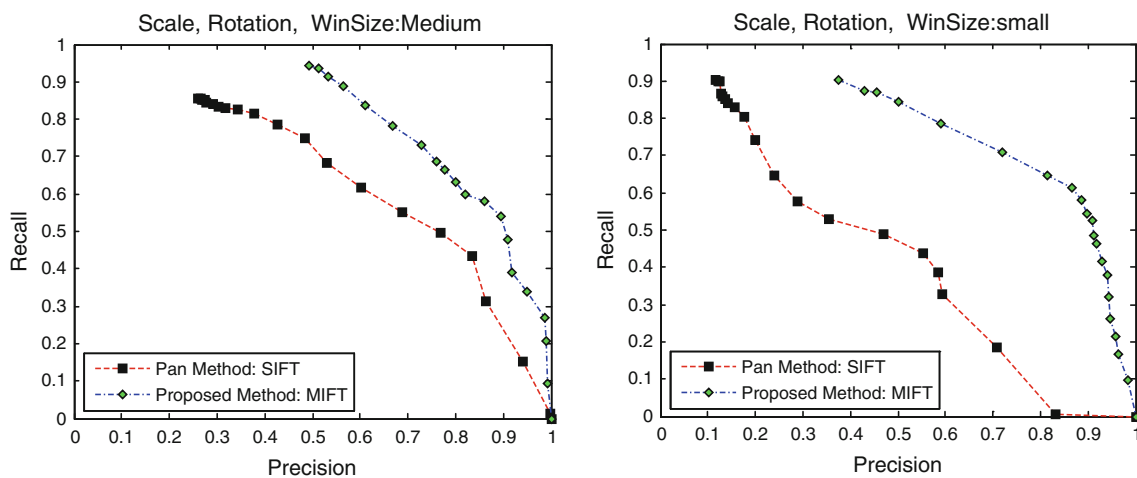 Scale, Rotation, WinSize:Medium
1
0.9
0.8
0.7
0.6
0.5
0.4
0.3
0.2
0.1
0
Recall
Pan Method: SIFT
Proposed Method: MIFT
0 0.1 0.2 0.3 0.4 0.5 0.6 0.7 0.8 0.9 1
Precision
Scale, Rotation, WinSize:small
1
0.9
0.8
0.7
0.6
0.5
0.4
0.3
0.2
0.1
0
Recall
Pan Method: SIFT
Proposed Method: MIFT
0 0.1 0.2 0.3 0.4 0.5 0.6 0.7 0.8 0.9 1
Precision